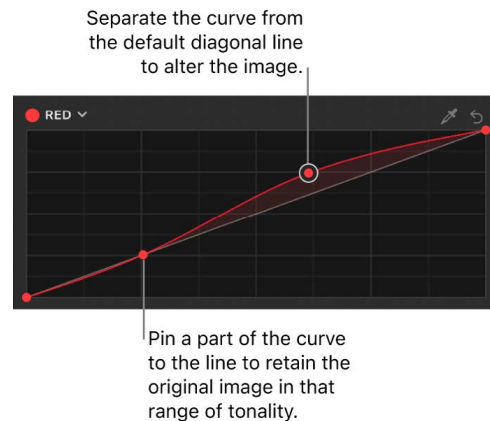 Separate the curve from
the default diagonal line
to alter the image.
RED
Pin a part of the curve
to the line to retain the
original image in that
range of tonality.